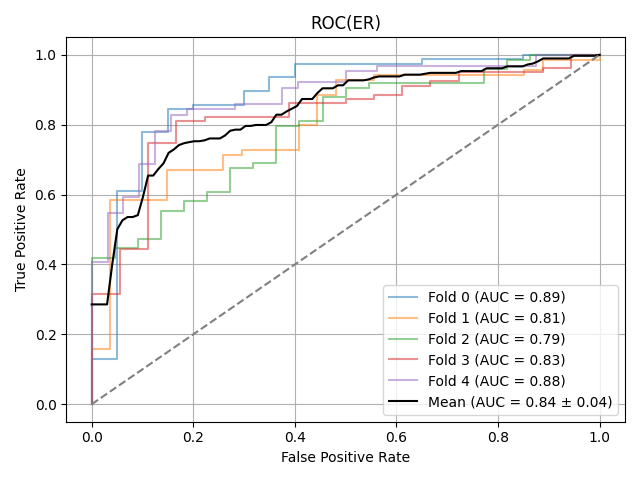 ROC(ER)
True Positive Rate
1.0
0.8
0.6
0.4
0.2
0.0
Fold 0 (AUC = 0.89)
Fold 1 (AUC = 0.81)
Fold 2 (AUC = 0.79)
Fold 3 (AUC = 0.83)
Fold 4 (AUC = 0.88)
Mean (AUC = 0.84 ± 0.04)
0.0 0.2 0.4 0.6 0.8 1.0
False Positive Rate